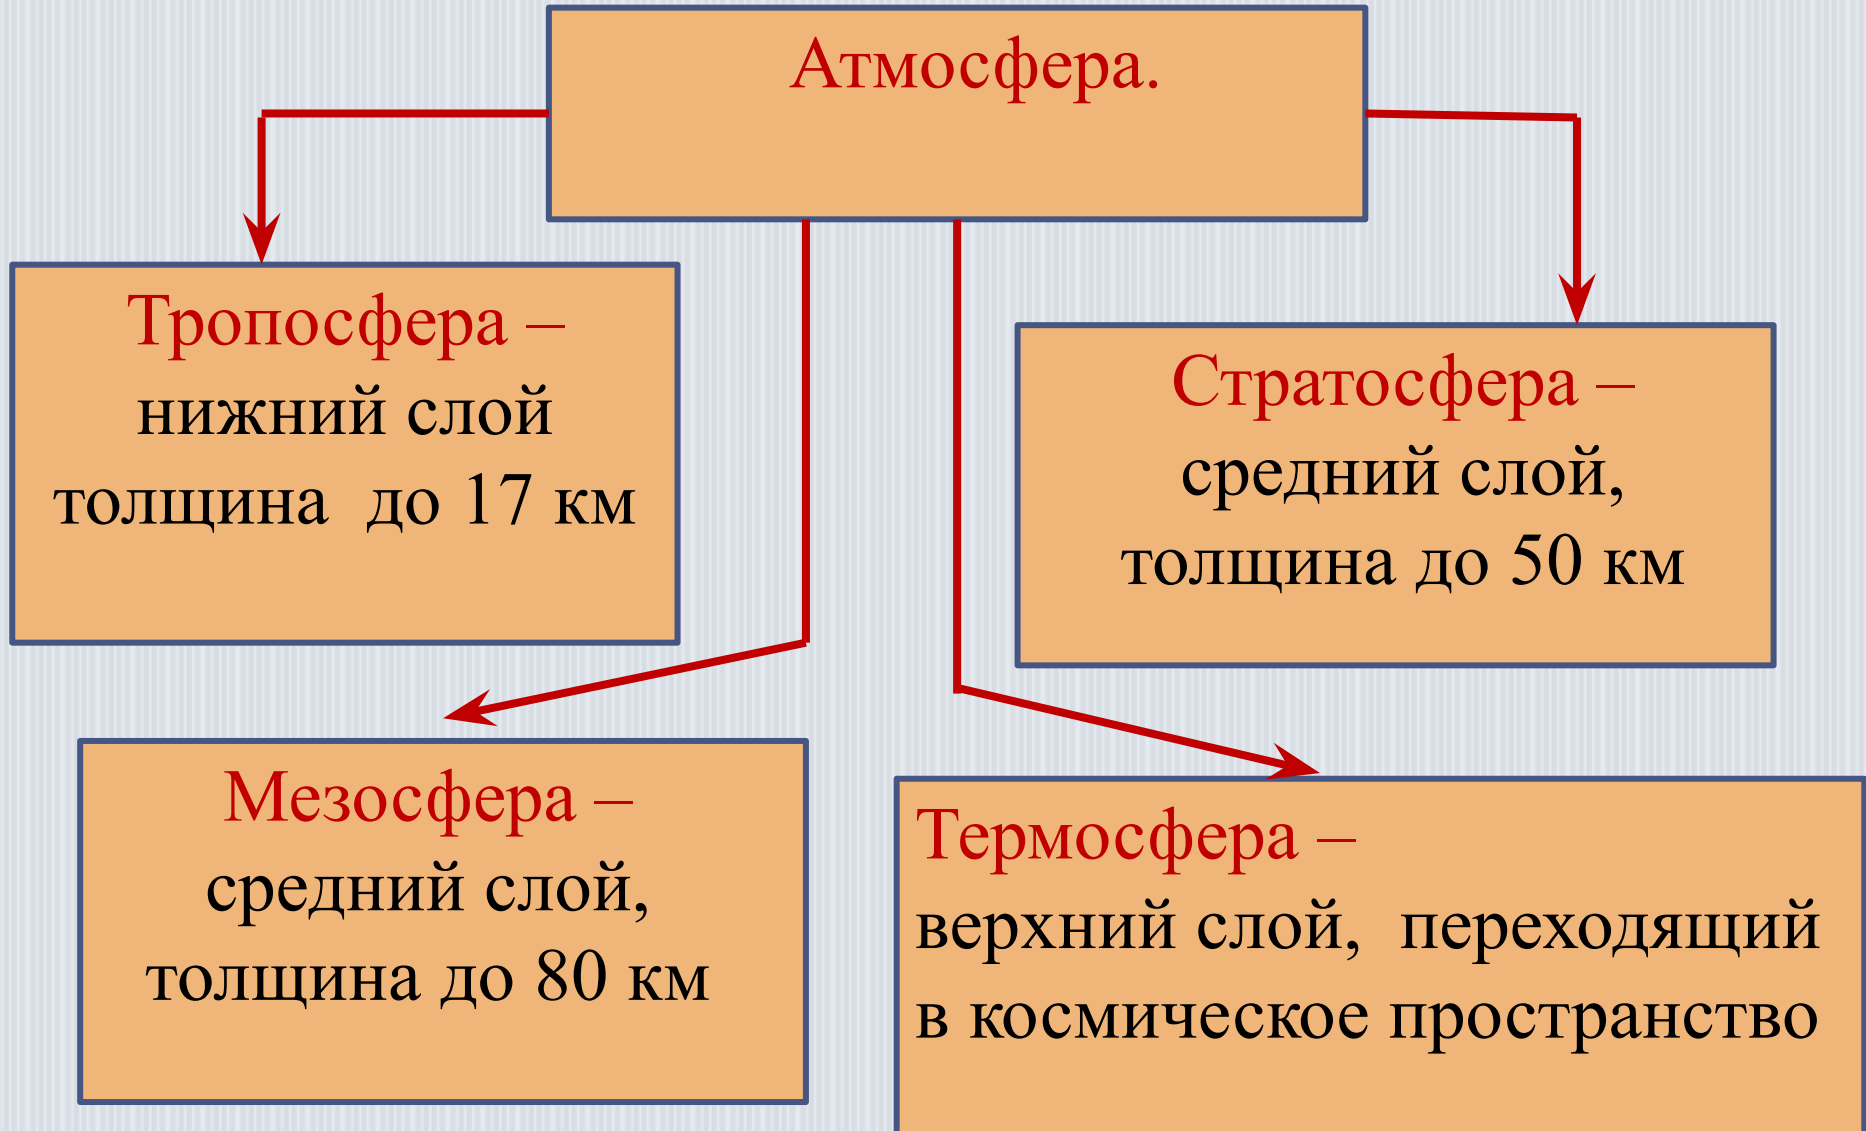 Атмосфера.
Тропосфера –
нижний слой
толщина  до 17 км
Стратосфера –
средний слой,
толщина до 50 км
Мезосфера –
средний слой,
толщина до 80 км
Термосфера –
верхний слой,  переходящий
в космическое пространство